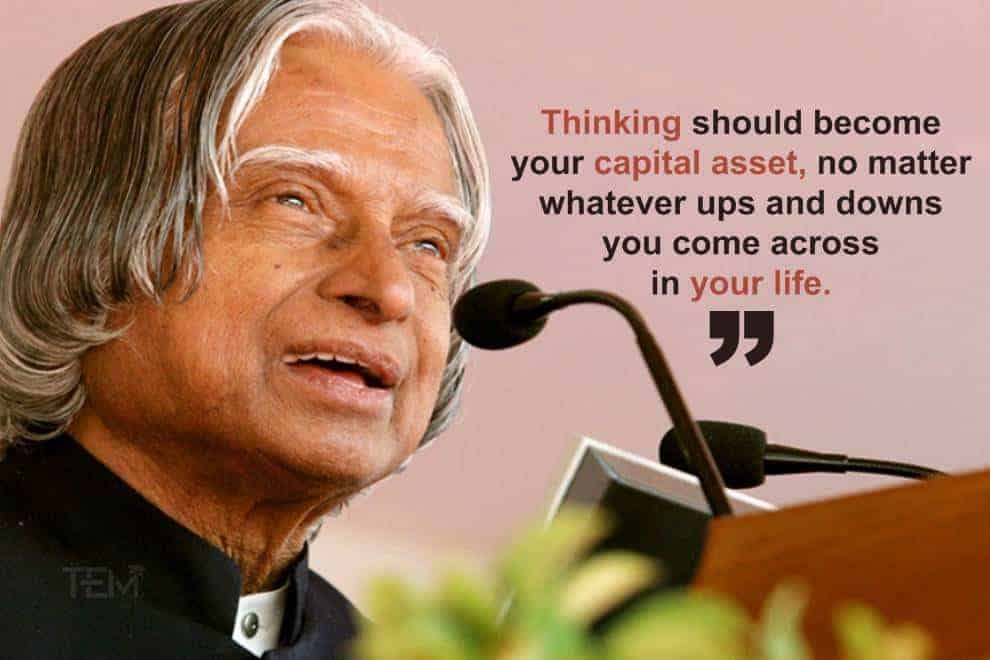 Thinking should become
your capital asset, no matter
whatever ups and downs
you come across
in your life.
”
TEM